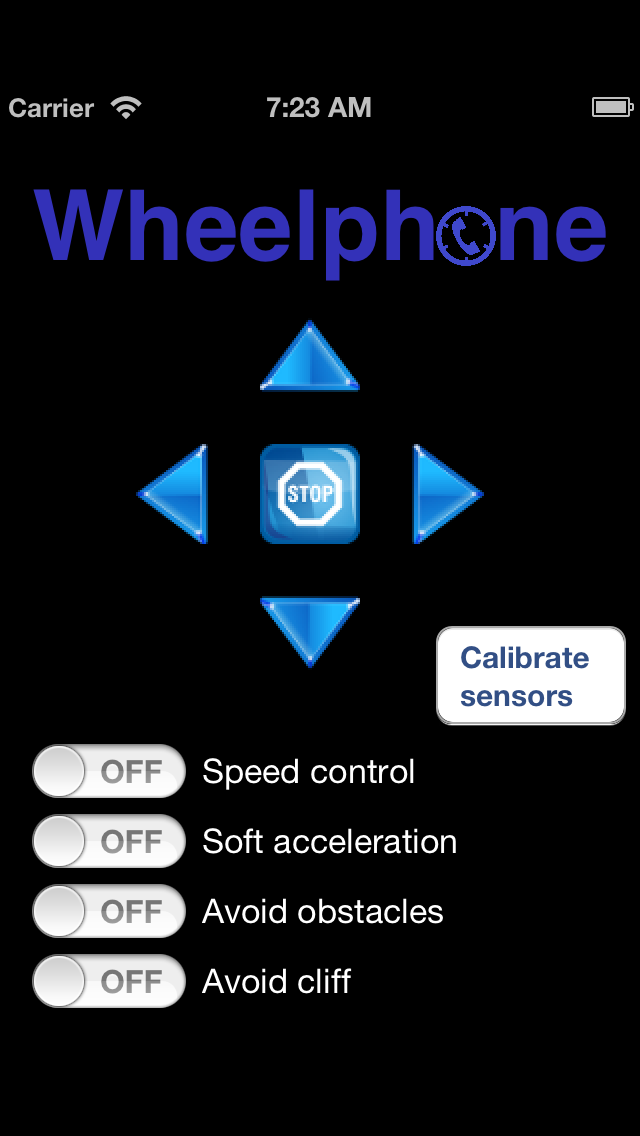 Carrier 7:23 AM
Wheelphone
STOP
Calibrate
sensors
OFF Speed control
OFF Soft acceleration
OFF Avoid obstacles
OFF Avoid cliff